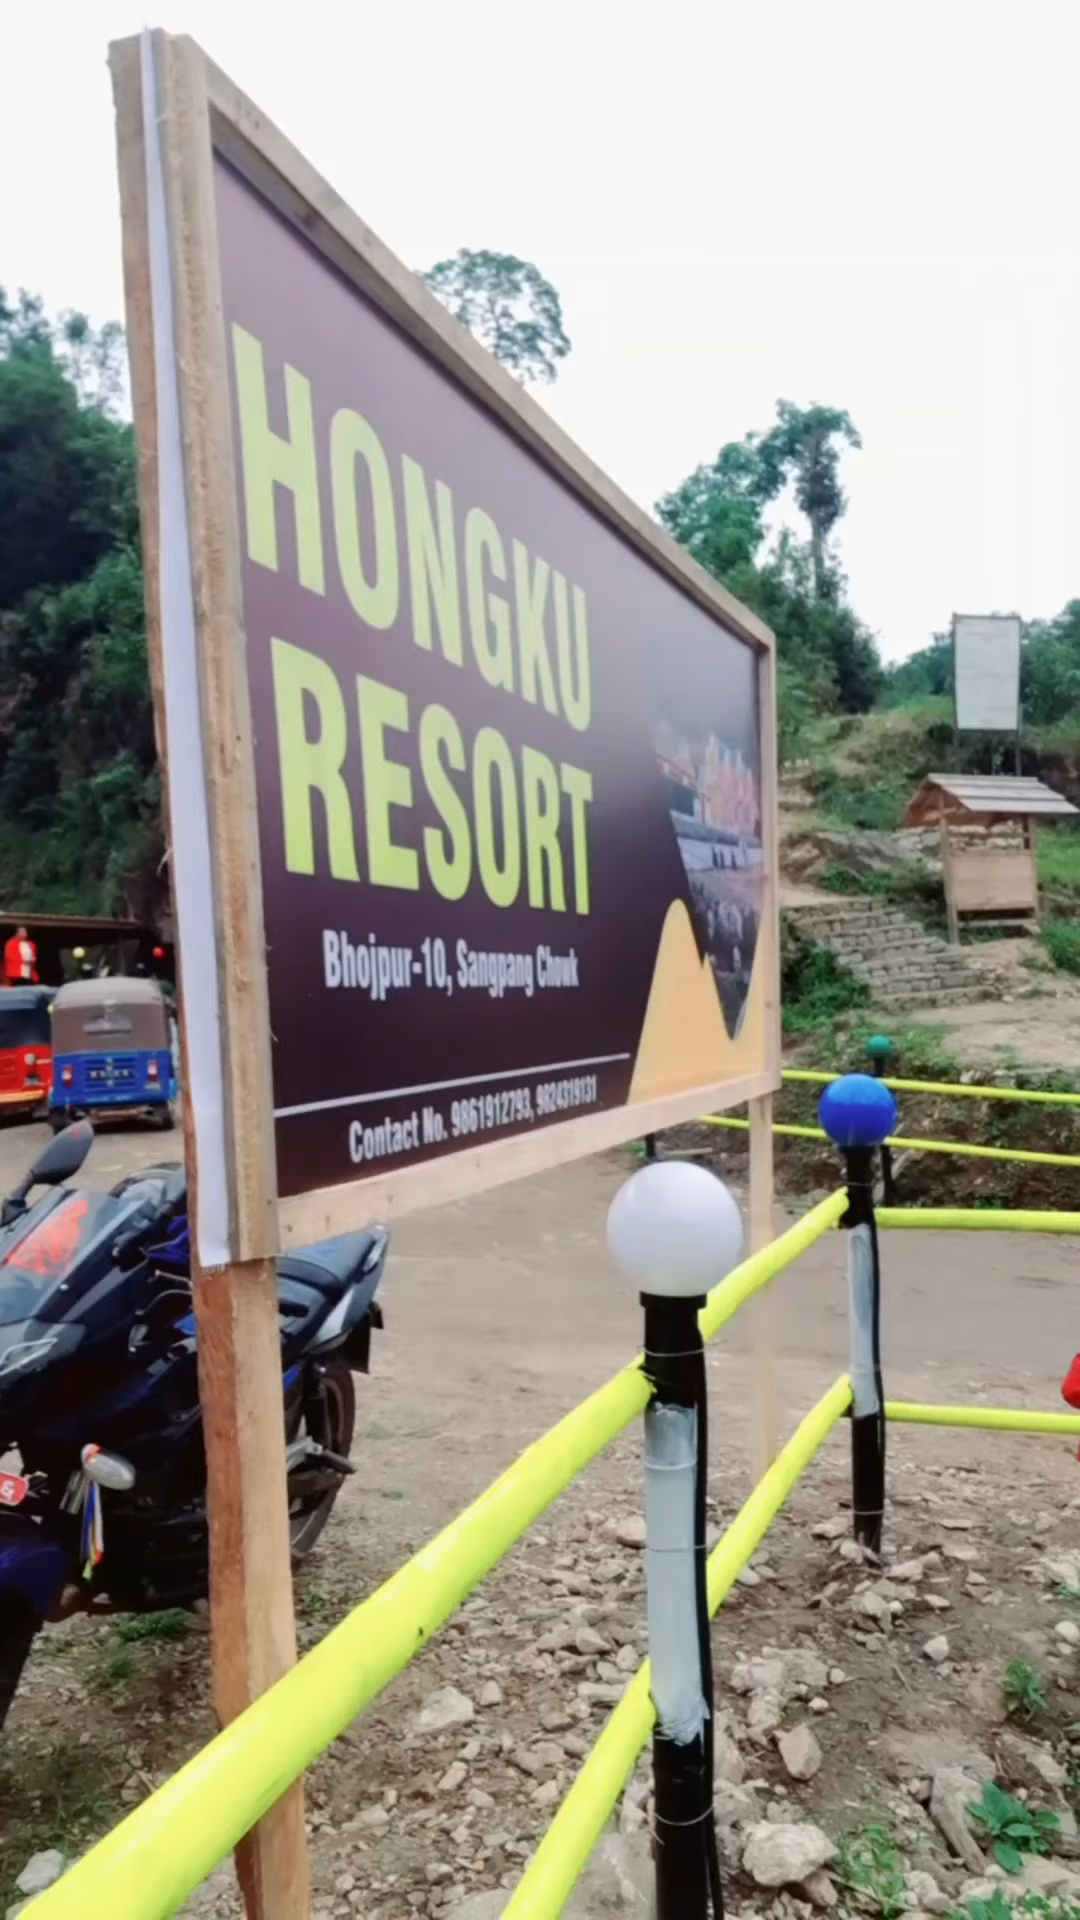 HONGKU
RESORT
Bhojpur-10, Sangpang Chowk
Contact No. 9861912793, 9824319131